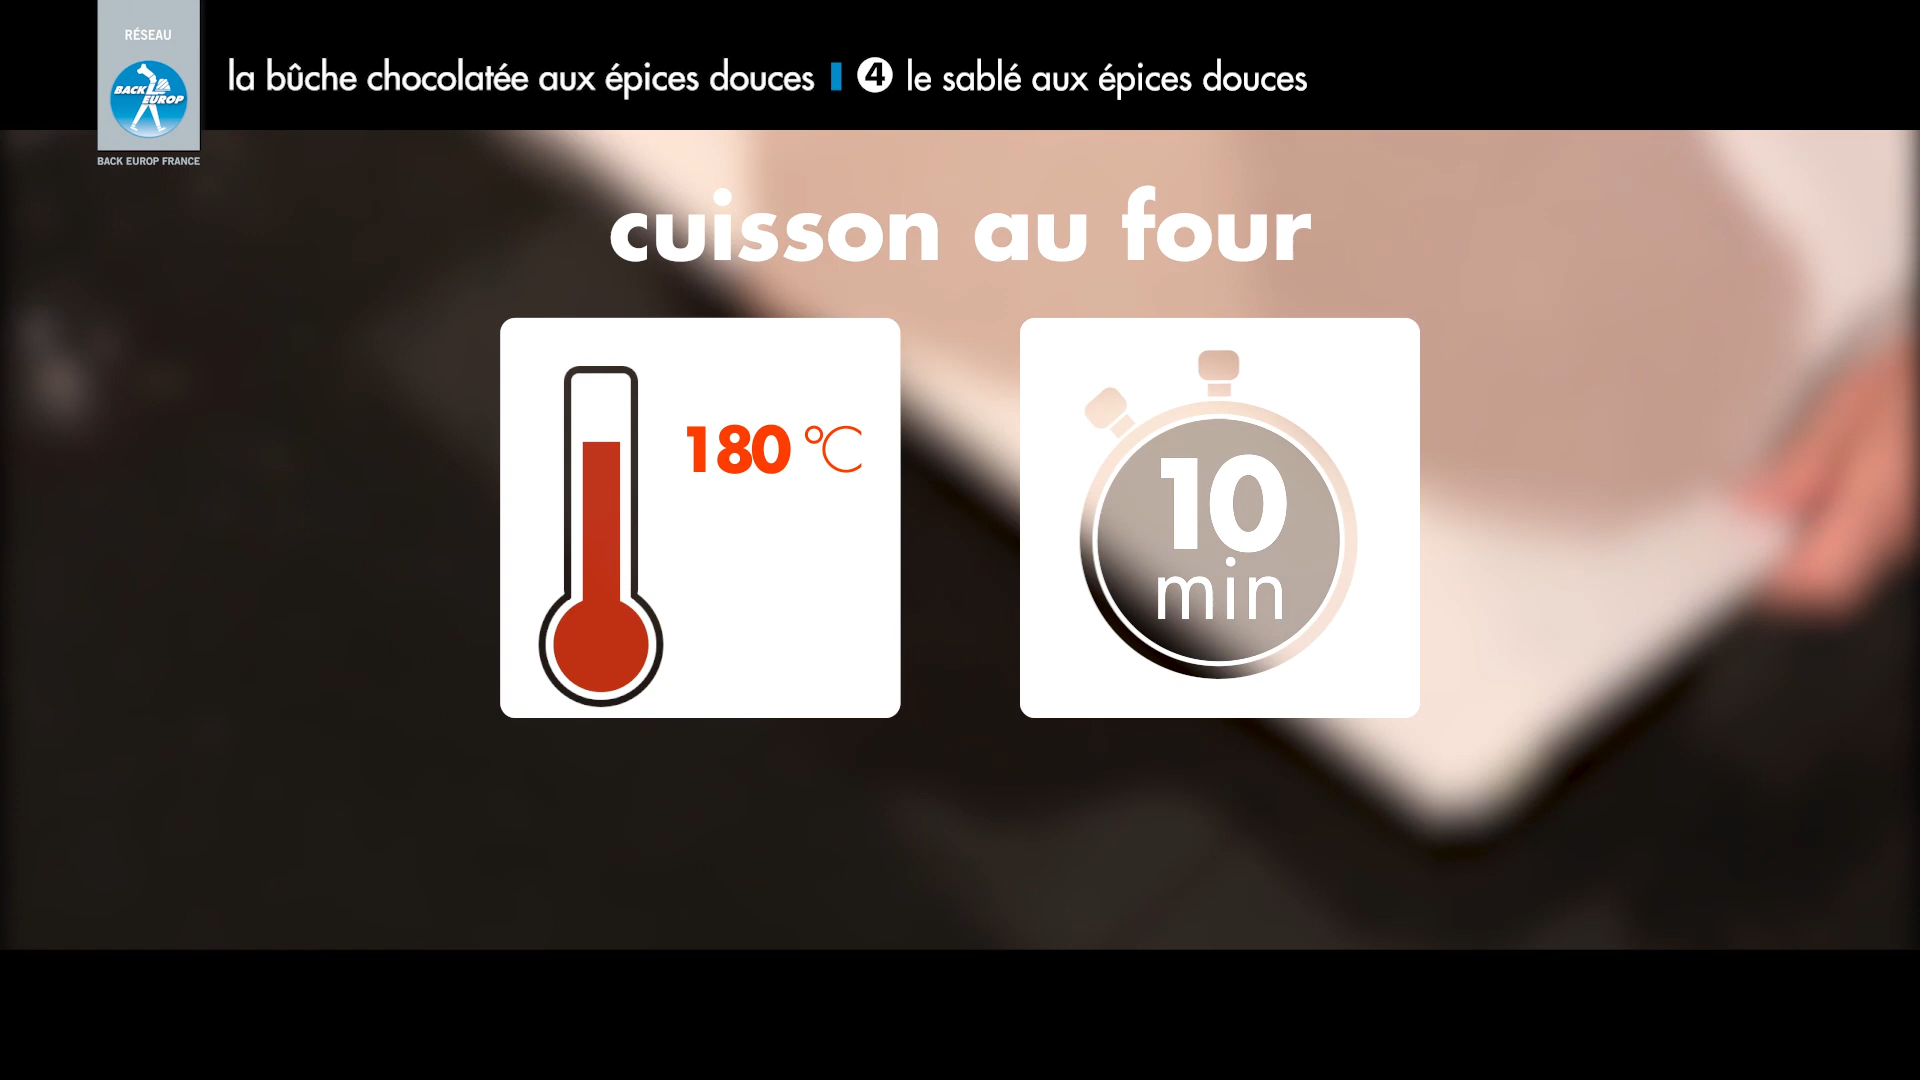 RÉSEAU
BACK EUROP
BACK EUROP FRANCE
la bûche chocolatée aux épices douces 4 le sablé aux épices douces
cuisson au four
180 °C
10
min